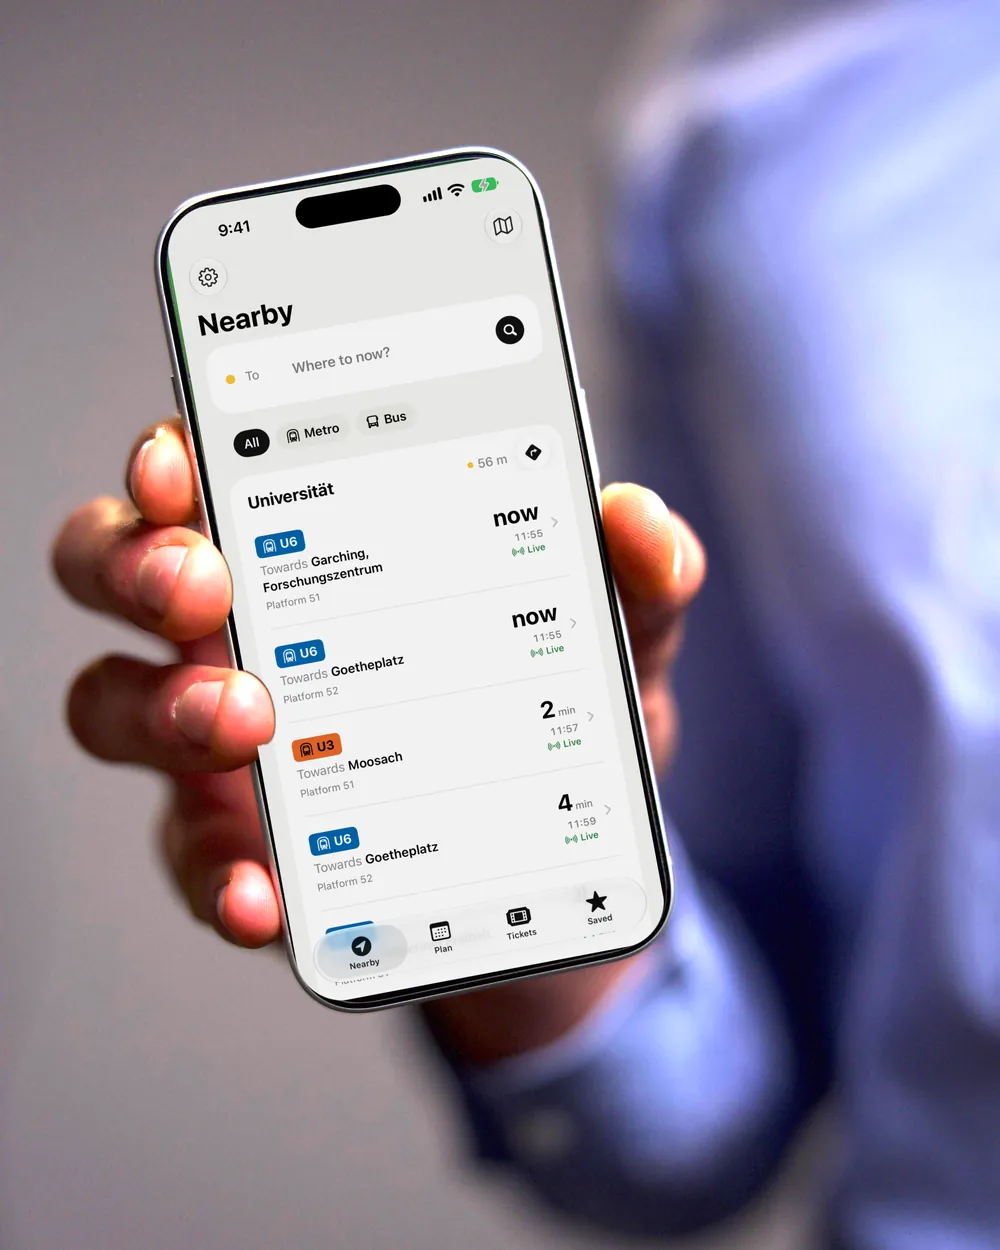 9:41
Nearby
To Where to now?
All Metro Bus
Universität
56 m
U6
Towards Garching,
Forschungszentrum
Platform 51
now
11:55
Live
U6
Towards Goetheplatz
Platform 52
now
11:55
Live
U3
Towards Moosach
Platform 51
2 min
11:57
Live
U6
Towards Goetheplatz
Platform 52
4 min
11:59
Live
Nearby
Plan
Tickets
Saved